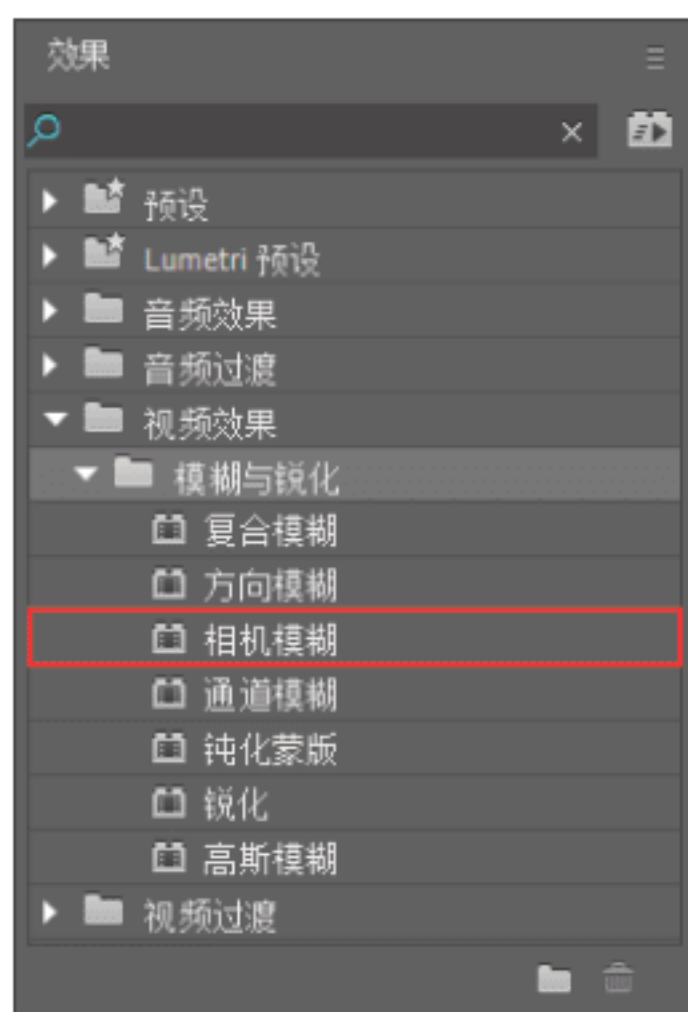 效果
预设
Lumetri 预设
音频效果
音频过渡
视频效果
模糊与锐化
复合模糊
方向模糊
相机模糊
通道模糊
钝化蒙版
锐化
高斯模糊
视频过渡